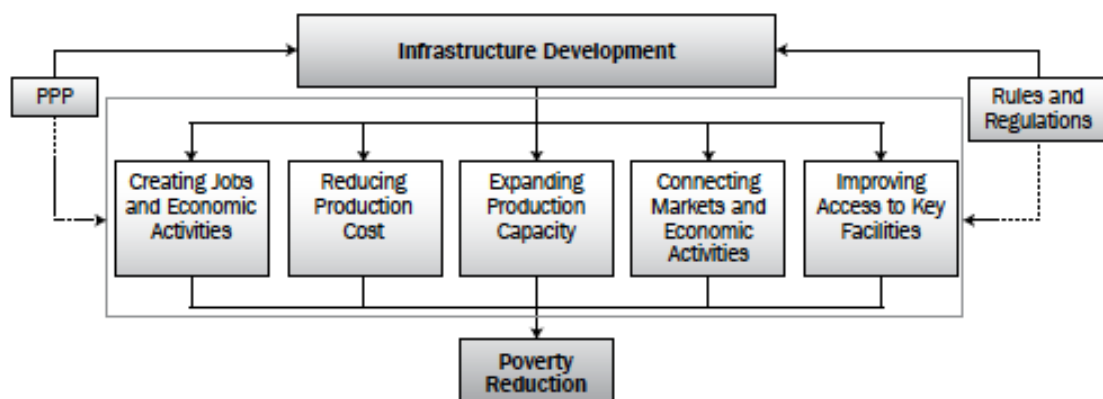 Infrastructure Development
PPP
Rules and
Regulations
Creating Jobs
and Economic
Activities
Reducing
Production
Cost
Expanding
Production
Capacity
Connecting
Markets and
Economic
Activities
Improving
Access to Key
Facilities
Poverty
Reduction